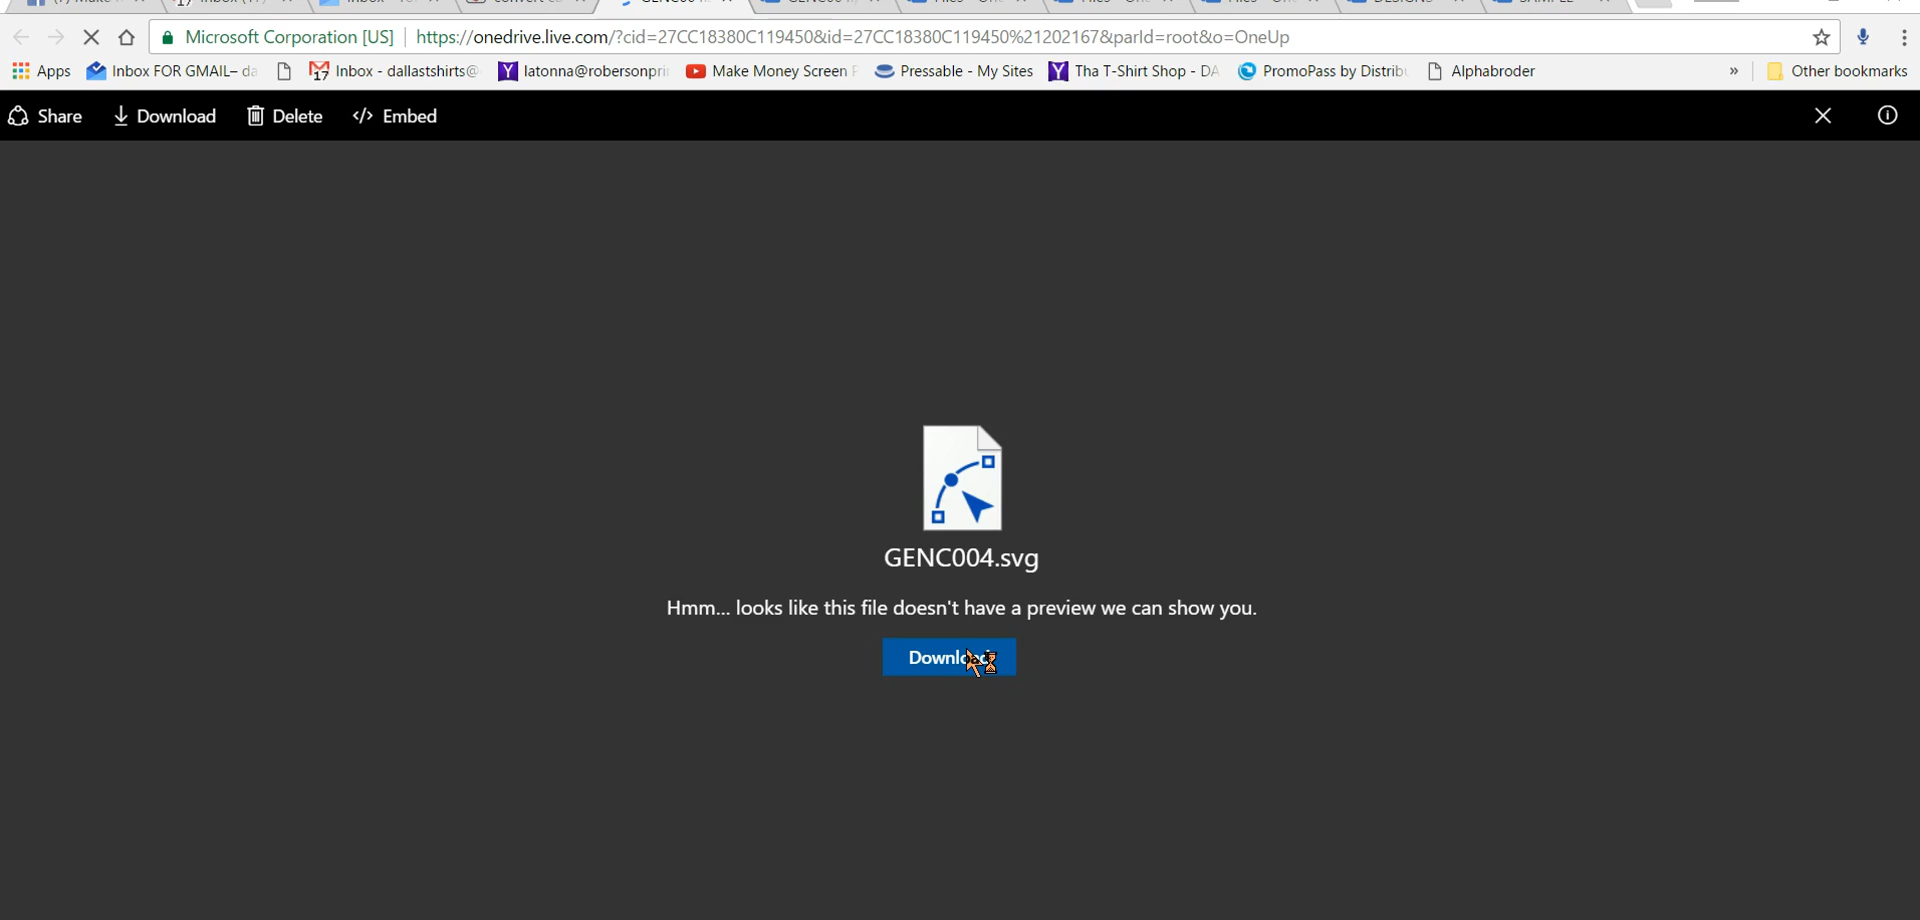 Microsoft Corporation [US] https://onedrive.live.com/?cid=27CC18380C119450&id=27CC18380C119450%21202167&parId=root&o=OneUp
Apps Inbox FOR GMAIL– da Inbox - dallastshirts@ latonna@robersonpri Make Money Screen P Pressable - My Sites Tha T-Shirt Shop - DA PromoPass by Distribu Alphabroder » Other bookmarks
Share Download Delete </> Embed
GENC004.svg
Hmm... looks like this file doesn't have a preview we can show you.
Download